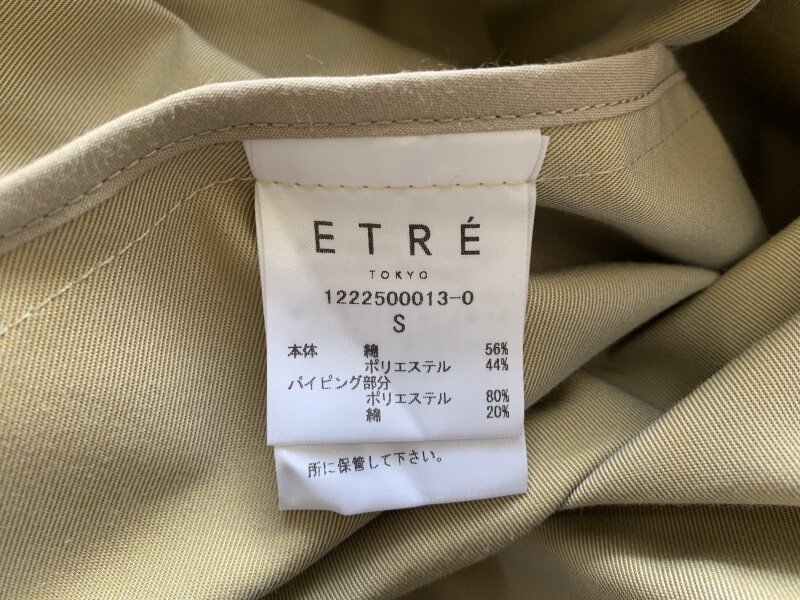 ETRÉ
TOKYO
1222500013-0
S
本体 綿 56%
ポリエステル 44%
パイピング部分
ポリエステル 80%
綿 20%
所に保管して下さい。